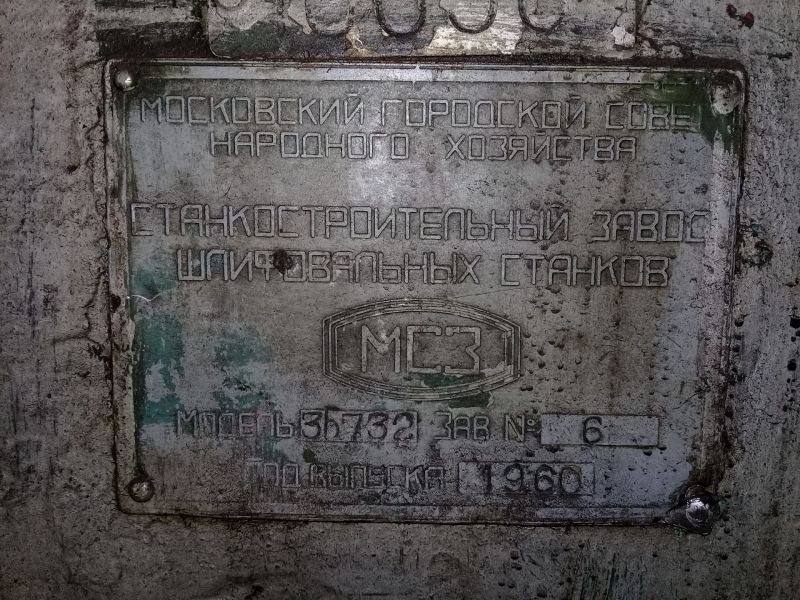 МОСКОВСКИЙ ГОРОДСКОЙ СОВЕ
НАРОДНОГО ХОЗЯЙСТВА
СТАНКОСТРОИТЕЛЬНЫЙ ЗАВОД
ШЛИФОВАЛЬНЫХ СТАНКОВ
МСЗ
МОДЕЛЬ 3Б732 ЗАВ № 6
ГОД ВЫПУСКА 1960